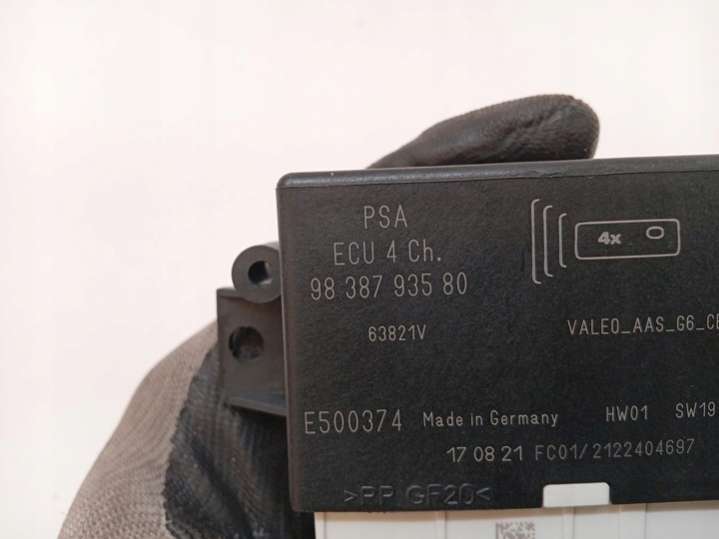 PSA
ECU 4 Ch.
98 387 935 80
4x
63821V
VALEO_AAS_G6_
E500374 Made in Germany HW01 SW19
17 08 21 FC01/2122404697
>PP GF20<